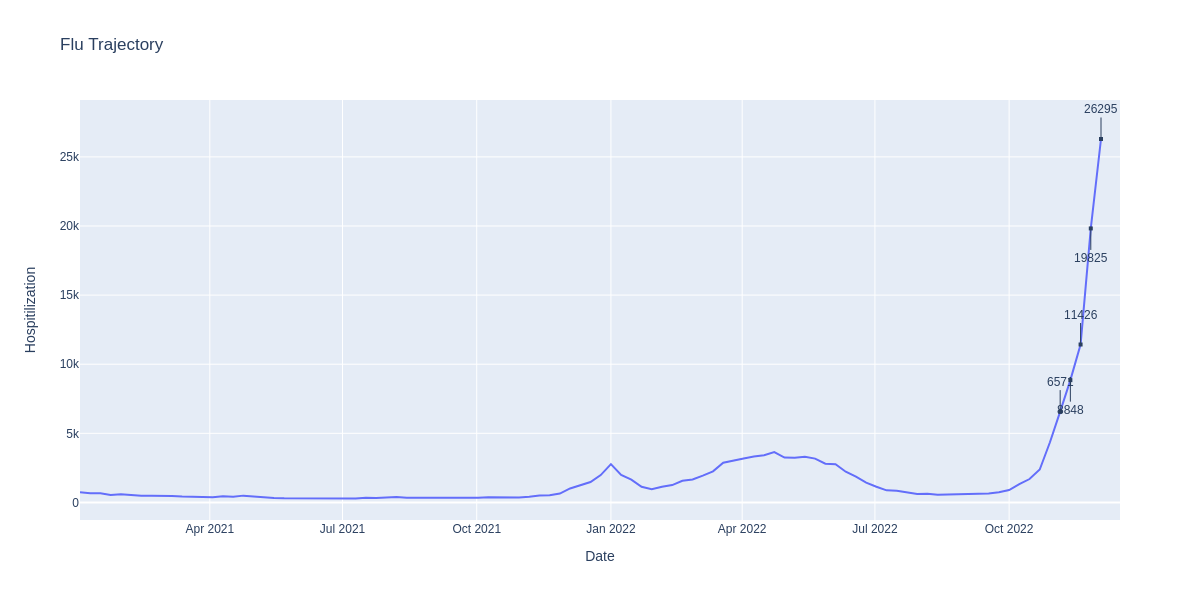 Flu Trajectory
26295
25k
20k
19825
15k
11426
10k
6571
8848
5k
0
Hospitilization
Apr 2021
Jul 2021
Oct 2021
Jan 2022
Apr 2022
Jul 2022
Oct 2022
Date